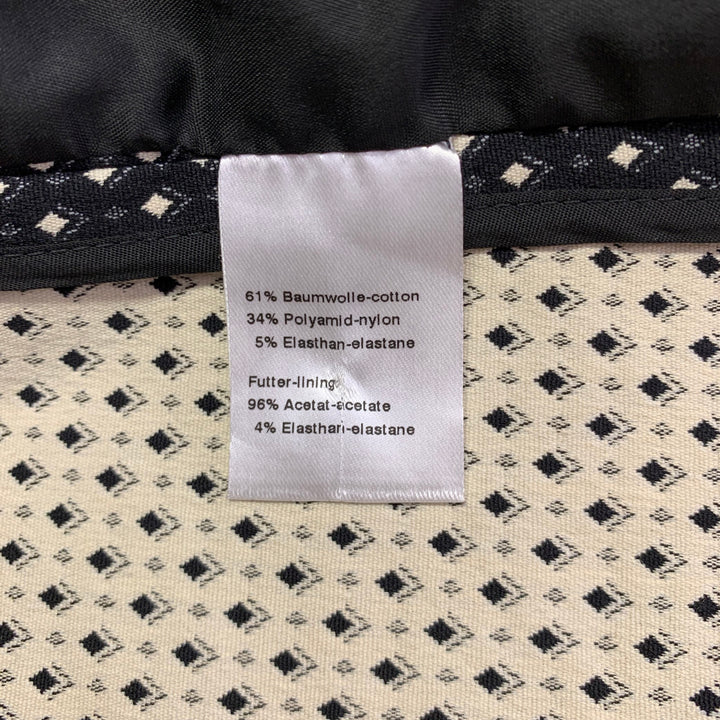 61% Baumwolle-cotton
34% Polyamid-nylon
5% Elasthan-elastane
Futter-lining
96% Acetat-acetate
4% Elasthan-elastane